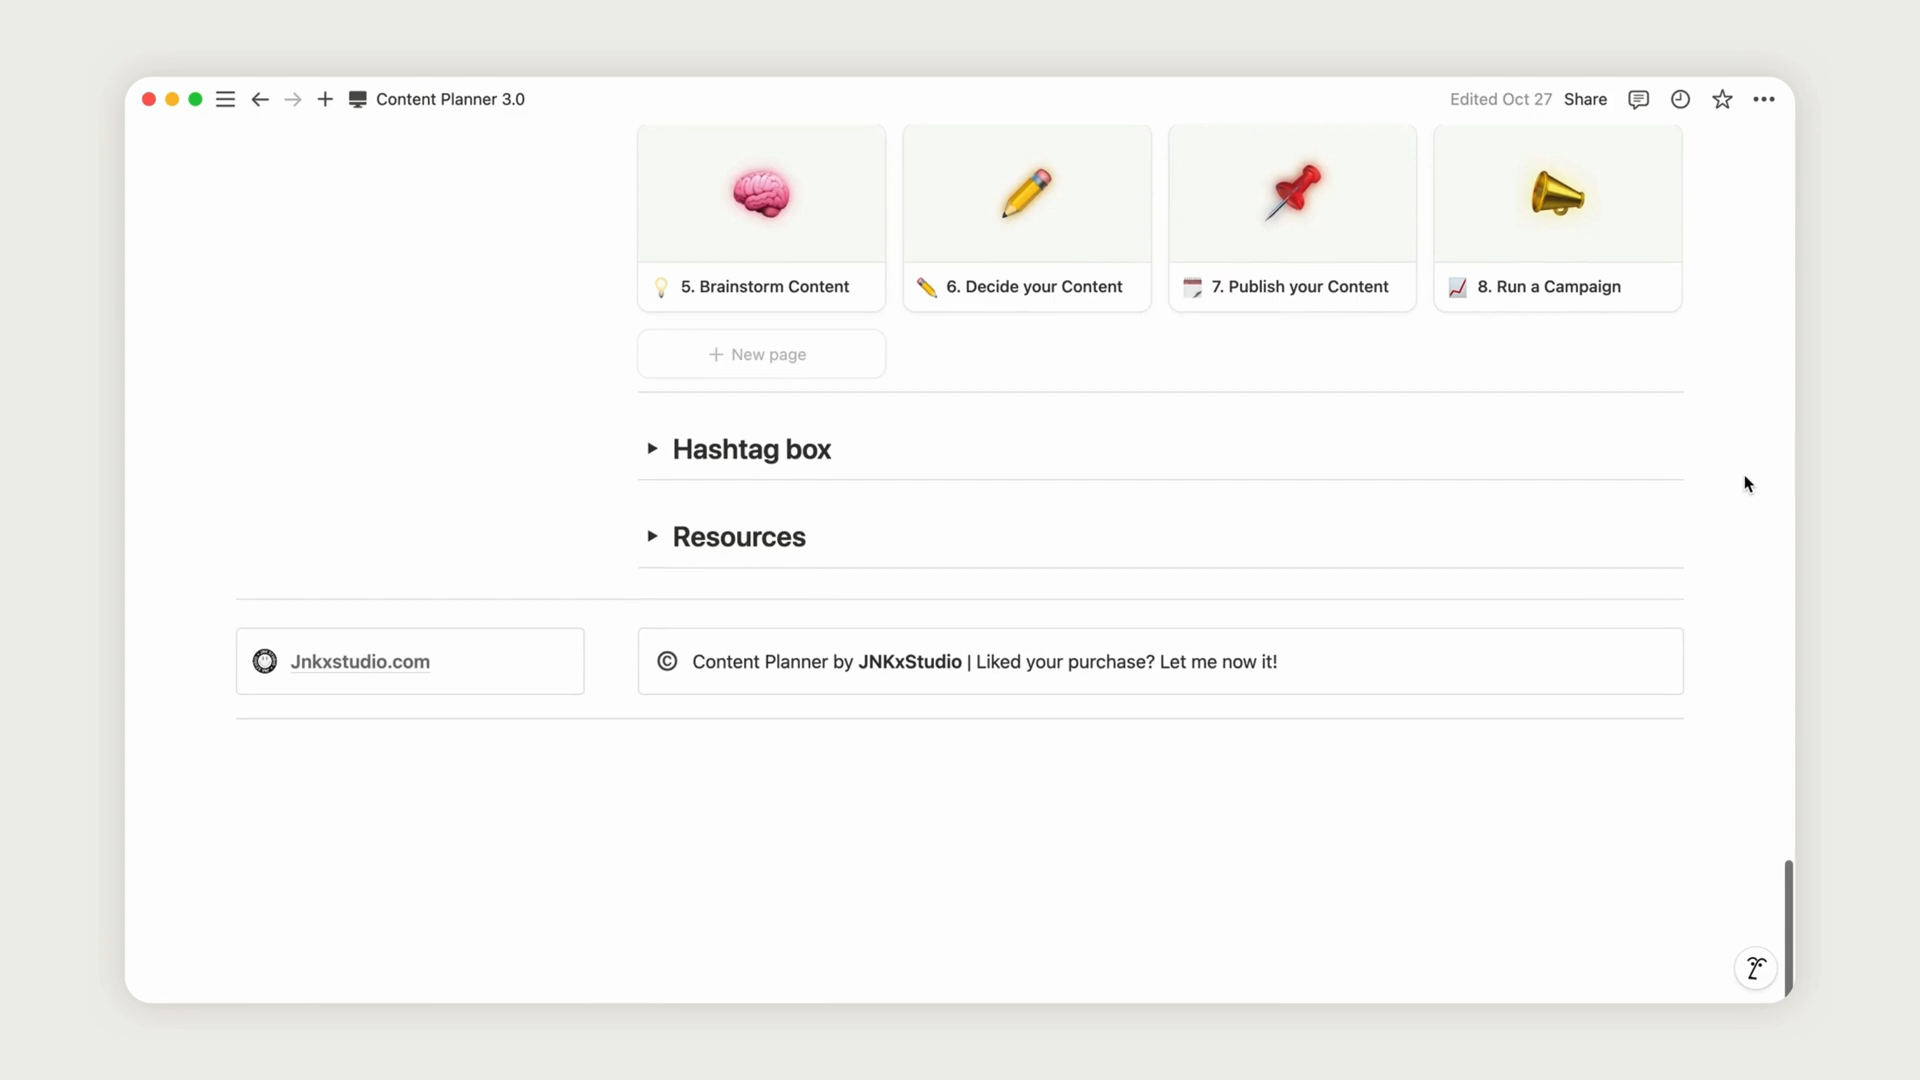 Content Planner 3.0
Edited Oct 27 Share
5. Brainstorm Content
6. Decide your Content
7. Publish your Content
8. Run a Campaign
New page
Hashtag box
Resources
Jnkxstudio.com
© Content Planner by JNKxStudio | Liked your purchase? Let me now it!